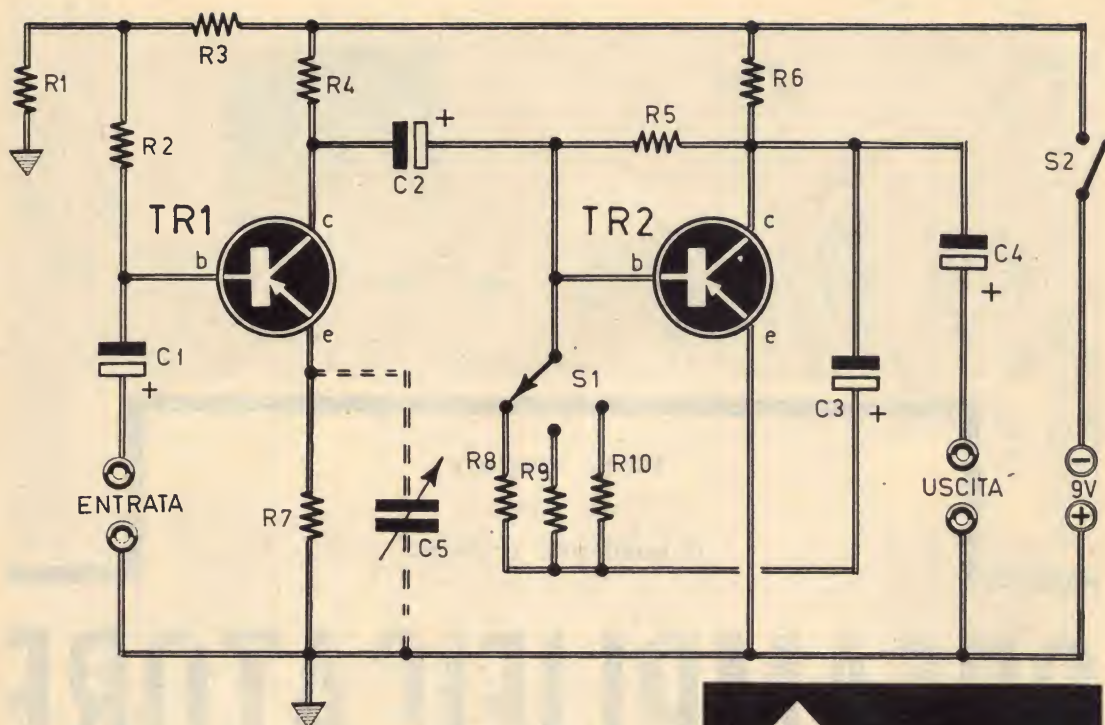 R3
R1
R4
R6
R2
R5
S2
C2
+
TR1
TR2
c
c
b
b
C4
+
e
e
C1
+
S1
C3
+
R8
R9
R10
ENTRATA
R7
C5
USCITA
−
9V
+